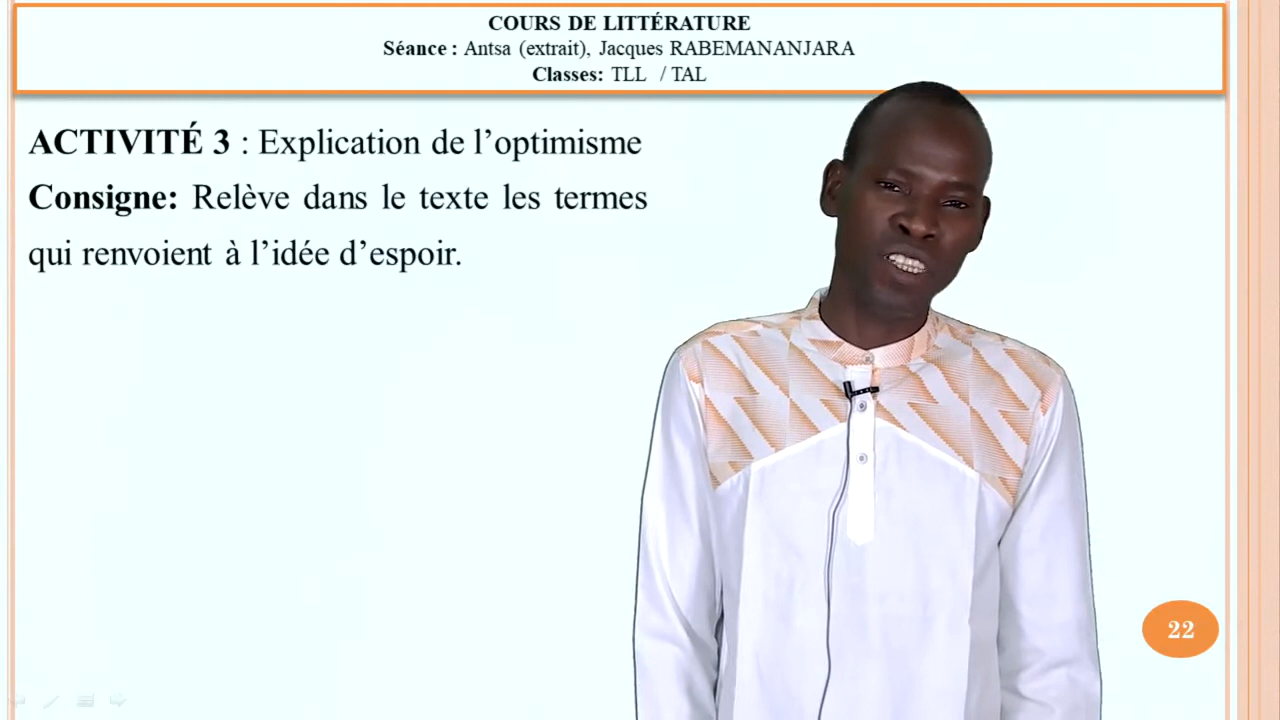 COURS DE LITTÉRATURE
Séance : Antsa (extrait), Jacques RABEMANANJARA
Classes: TLL / TAL
ACTIVITÉ 3 : Explication de l’optimisme
Consigne: Relève dans le texte les termes
qui renvoient à l’idée d’espoir.
22